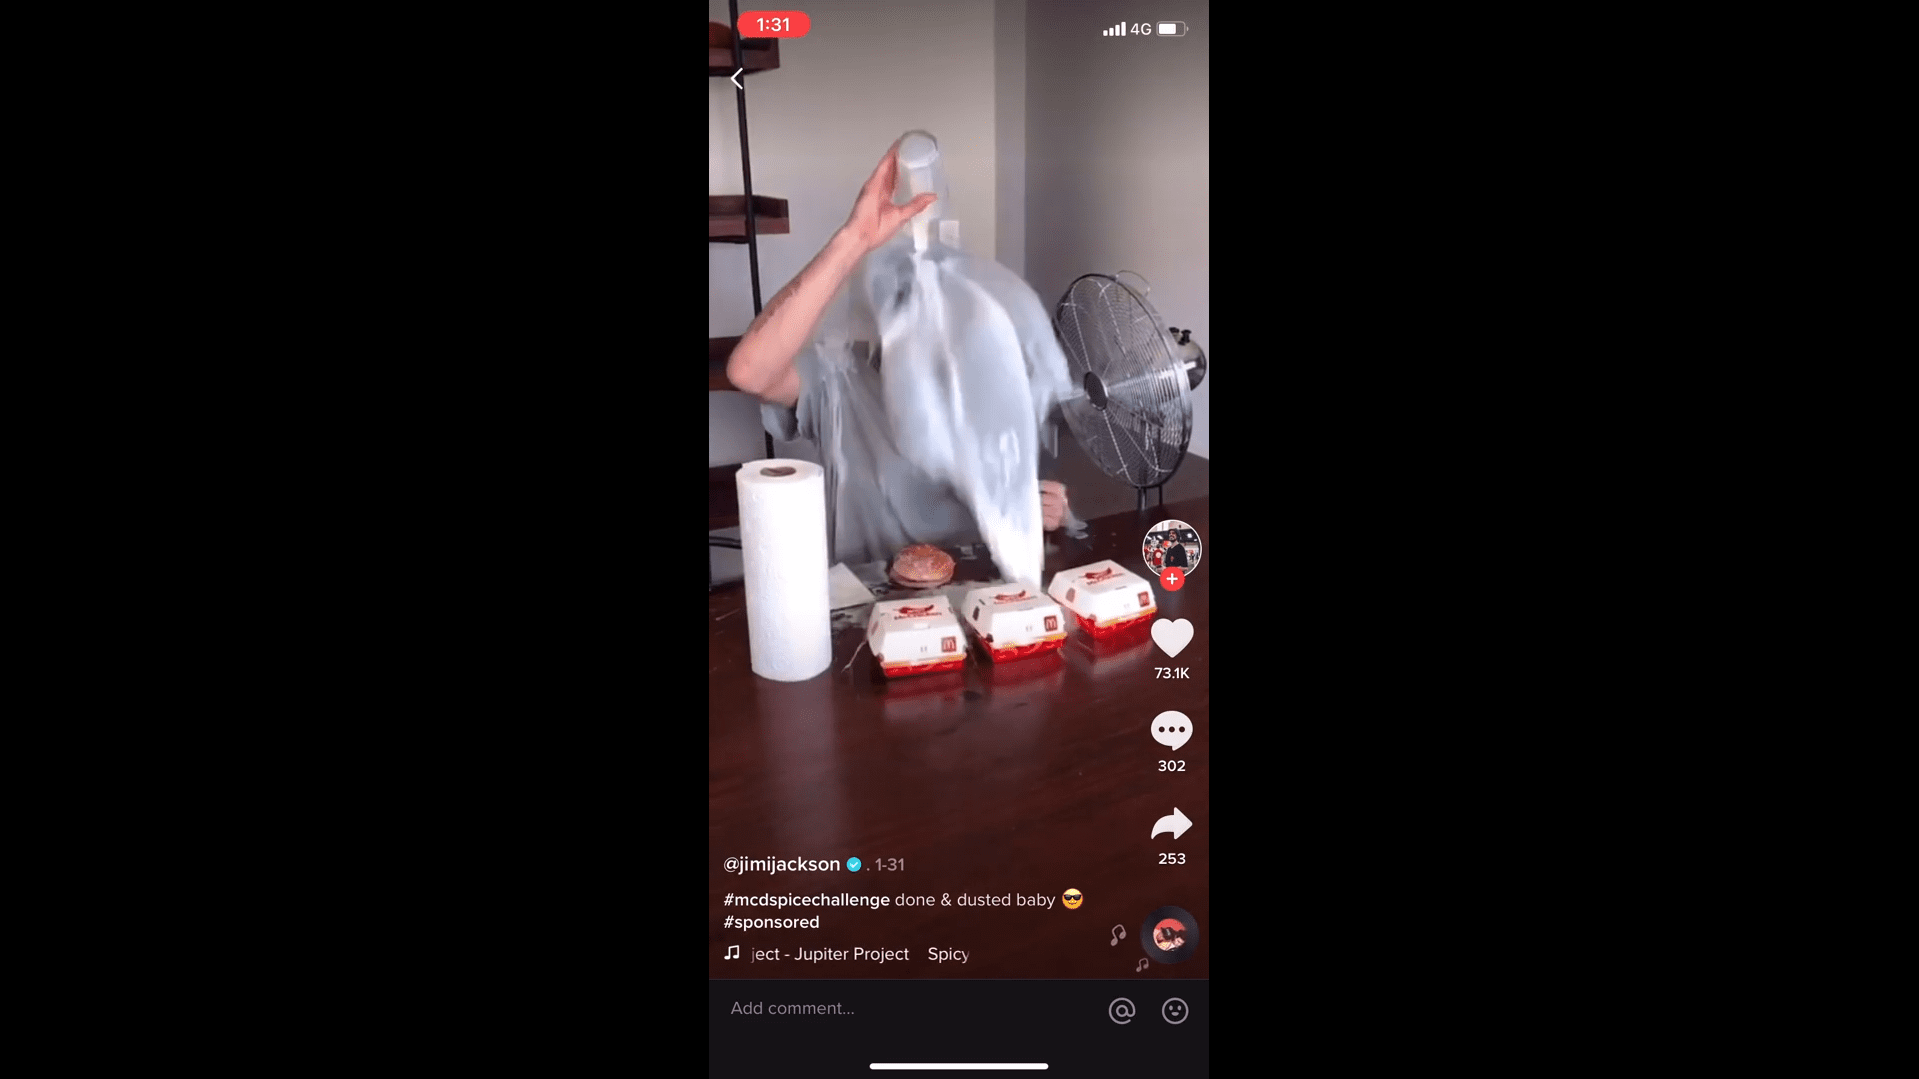 1:31
4G
73.1K
302
253
@jimijackson . 1-31
#mcdspicechallenge done & dusted baby 😎
#sponsored
ject - Jupiter Project Spicy
Add comment...